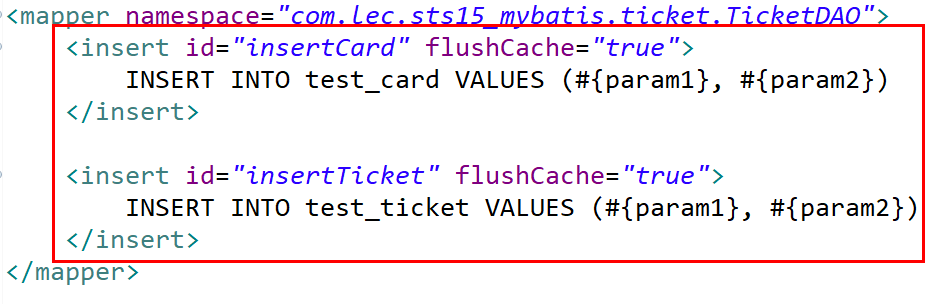 <mapper namespace="com.lec.sts15_mybatis.ticket.TicketDAO">
<insert id="insertCard" flushCache="true">
INSERT INTO test_card VALUES (#{param1}, #{param2})
</insert>
<insert id="insertTicket" flushCache="true">
INSERT INTO test_ticket VALUES (#{param1}, #{param2})
</insert>
</mapper>